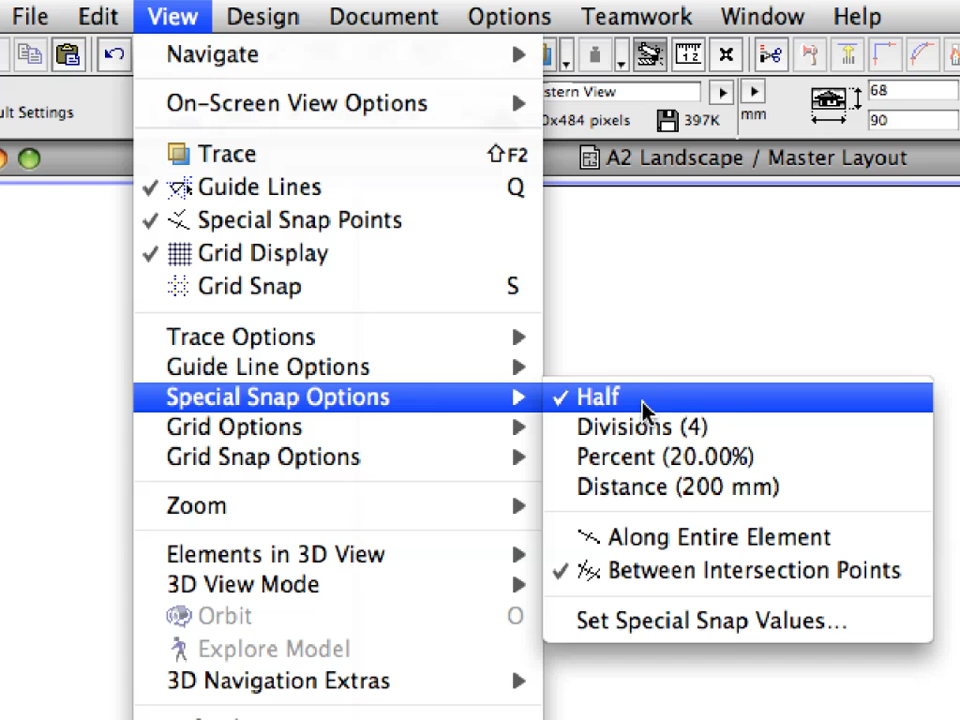 File Edit View Design Document Options Teamwork Window Help
Navigate
On-Screen View Options
Trace ⇧F2
Guide Lines Q
Special Snap Points
Grid Display
Grid Snap S
Trace Options
Guide Line Options
Special Snap Options
Grid Options
Grid Snap Options
Zoom
Elements in 3D View
3D View Mode
Orbit O
Explore Model
3D Navigation Extras
Half
Divisions (4)
Percent (20.00%)
Distance (200 mm)
Along Entire Element
Between Intersection Points
Set Special Snap Values...
ult Settings
stern View
0x484 pixels 397K mm
68
90
A2 Landscape / Master Layout
1 2